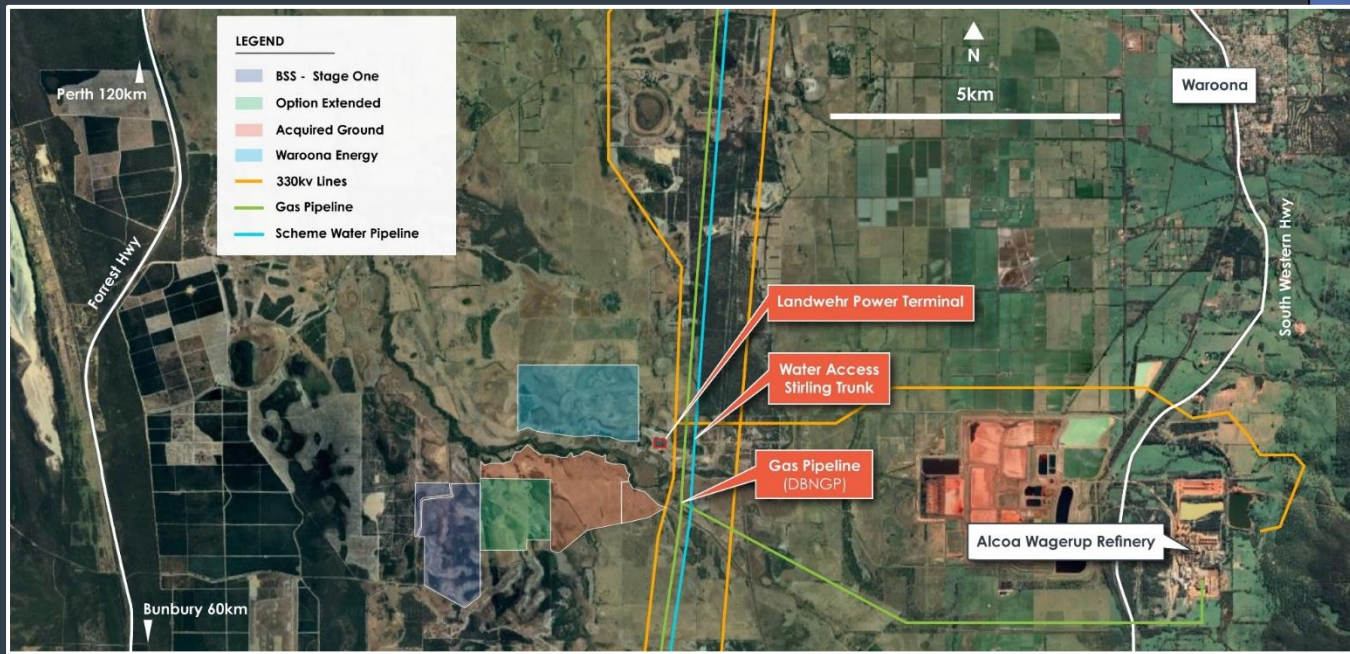 LEGEND
BSS - Stage One
Option Extended
Acquired Ground
Waroona Energy
330kv Lines
Gas Pipeline
Scheme Water Pipeline
Perth 120km
N
5km
Waroona
Forrest Hwy
South Western Hwy
Landwehr Power Terminal
Water Access
Stirling Trunk
Gas Pipeline
(DBNGP)
Alcoa Wagerup Refinery
Bunbury 60km